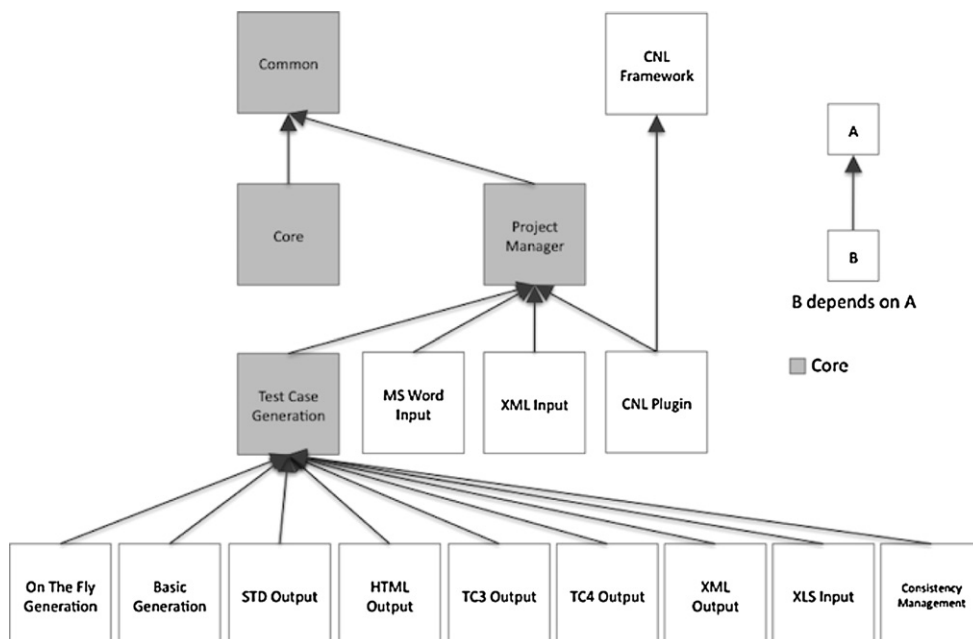 Common
CNL
Framework
A
Core
Project
Manager
B
B depends on A
Core
Test Case
Generation
MS Word
Input
XML Input
CNL Plugin
On The Fly
Generation
Basic
Generation
STD Output
HTML
Output
TC3 Output
TC4 Output
XML
Output
XLS Input
Consistency
Management